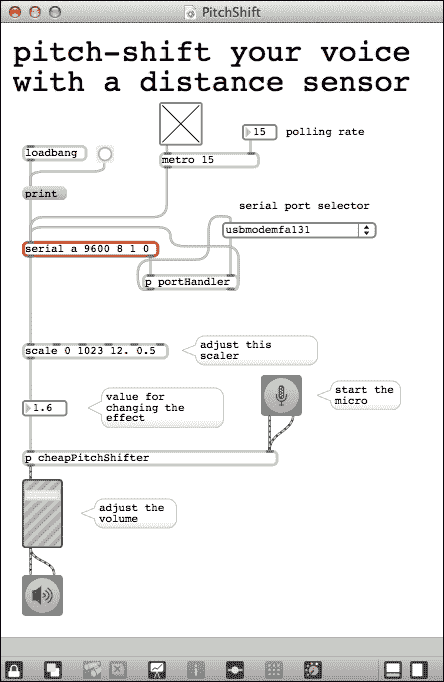 PitchShift
pitch-shift your voice
with a distance sensor
15
polling rate
loadbang
metro 15
print
serial port selector
usbmodemfa131
serial a 9600 8 1 0
p portHandler
scale 0 1023 12. 0.5
adjust this
scaler
1.6
value for
changing the
effect
start the
micro
p cheapPitchShifter
adjust the
volume